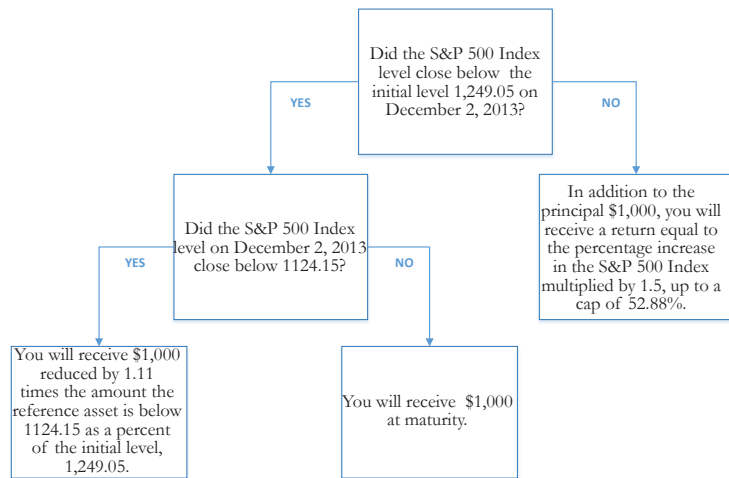 Did the S&P 500 Index
level close below the
initial level 1,249.05 on
December 2, 2013?
YES
NO
Did the S&P 500 Index
level on December 2, 2013
close below 1124.15?
In addition to the
principal $1,000, you will
receive a return equal to
the percentage increase
in the S&P 500 Index
multiplied by 1.5, up to a
cap of 52.88%.
YES
NO
You will receive $1,000
reduced by 1.11
times the amount the
reference asset is below
1124.15 as a percent
of the initial level,
1,249.05.
You will receive $1,000
at maturity.